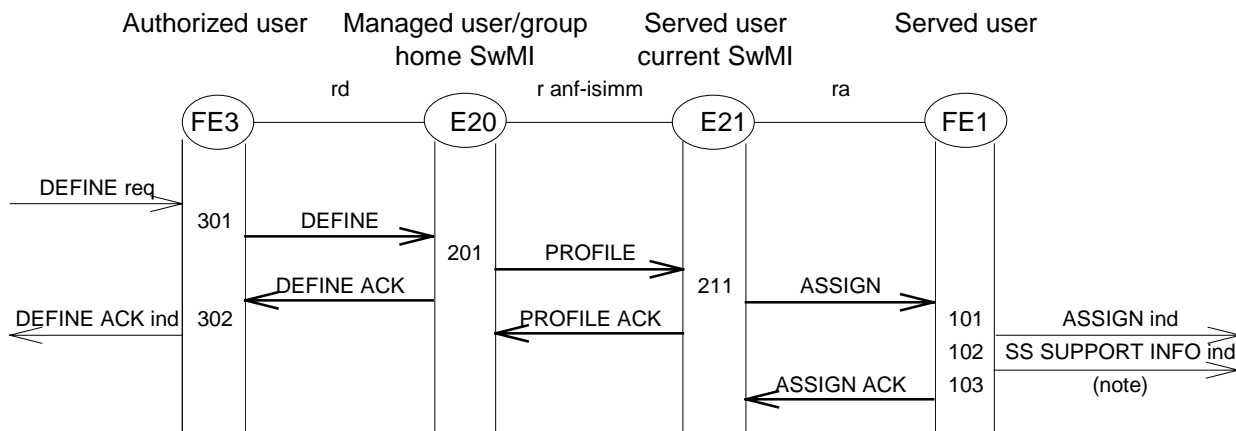 Authorized user
Managed user/group
home SwMI
Served user
current SwMI
Served user
rd
r anf-isimm
ra
FE3
E20
E21
FE1
DEFINE req
301
DEFINE
201
PROFILE
DEFINE ACK
211
ASSIGN
DEFINE ACK ind
302
PROFILE ACK
101
ASSIGN ind
102
SS SUPPORT INFO ind
ASSIGN ACK
103
(note)